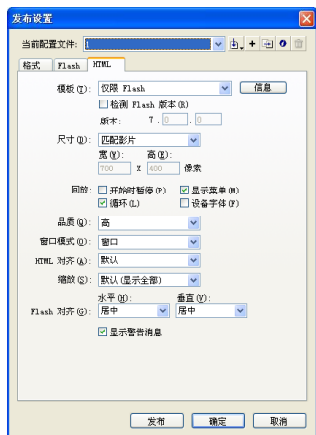 发布设置
当前配置文件: 1
格式 Flash HTML
模板(T): 仅限 Flash 信息
检测 Flash 版本(R)
版本: 7 . 0 . 0
尺寸(D): 匹配影片
宽(W): 高(E):
700 X 400 像素
回放: 开始时暂停(P) 显示菜单(M)
循环(L) 设备字体(F)
品质(Q): 高
窗口模式(O): 窗口
HTML 对齐(A): 默认
缩放(S): 默认(显示全部)
水平(H): 垂直(V):
Flash 对齐(G): 居中 居中
显示警告消息
发布 确定 取消